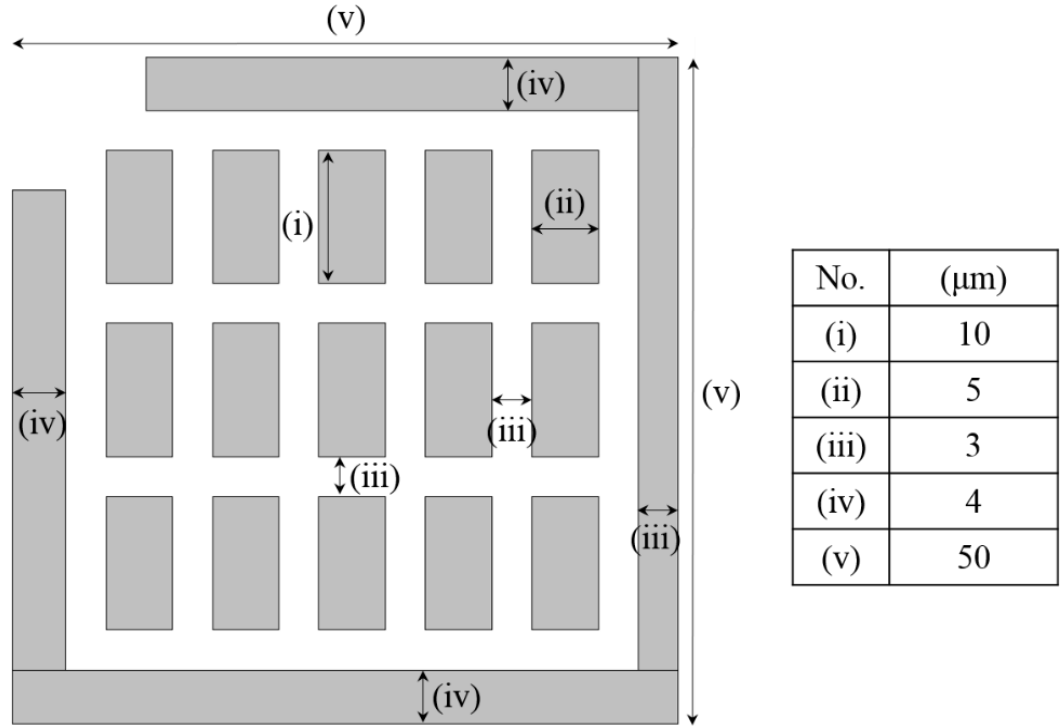 (v)
(iv)
(i)
(ii)
(iv)
(iii)
(iii)
(iii)
(iv)
(v)
No. (μm)
(i) 10
(ii) 5
(iii) 3
(iv) 4
(v) 50